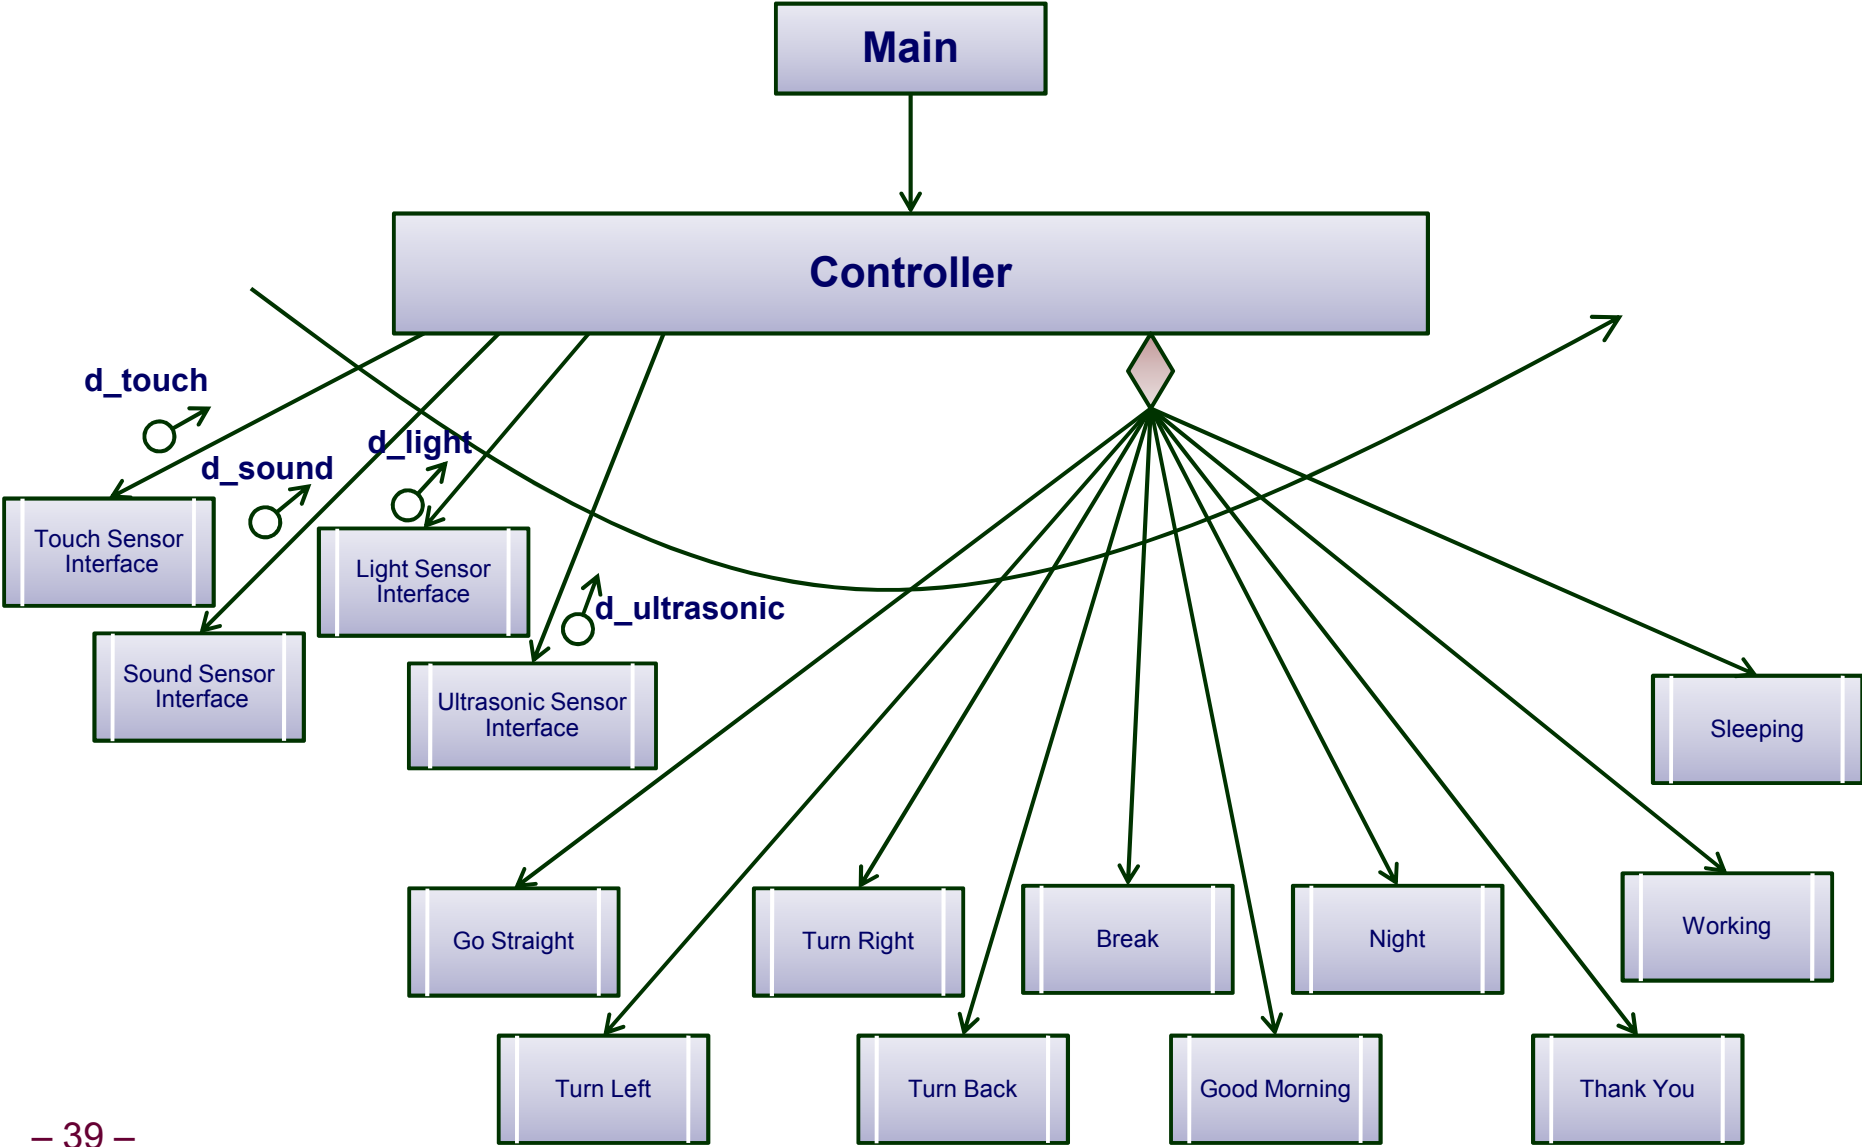 Main
Controller
d_touch
d_light
d_sound
Touch Sensor
Interface
Light Sensor
Interface
d_ultrasonic
Sound Sensor
Interface
Ultrasonic Sensor
Interface
Sleeping
Go Straight
Turn Right
Break
Night
Working
Turn Left
Turn Back
Good Morning
Thank You
– 39 –